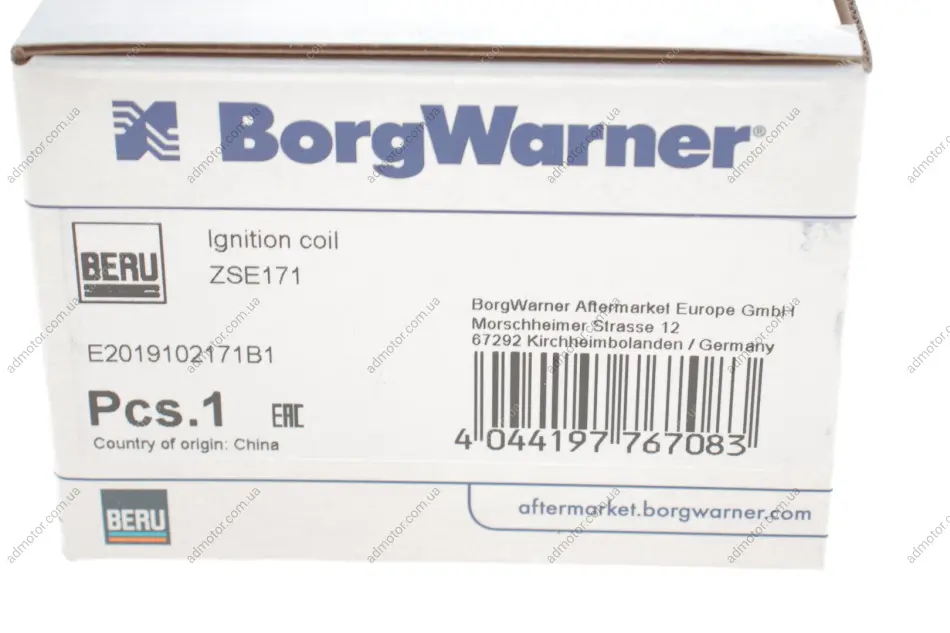 BorgWarner®
BERU
Ignition coil
ZSE171
BorgWarner Aftermarket Europe GmbH
Morschheimer Strasse 12
67292 Kirchheimbolanden / Germany
E2019102171B1
Pcs.1 EAC
Country of origin: China
4 044197 767083
BERU
aftermarket.borgwarner.com
admotor.com.ua